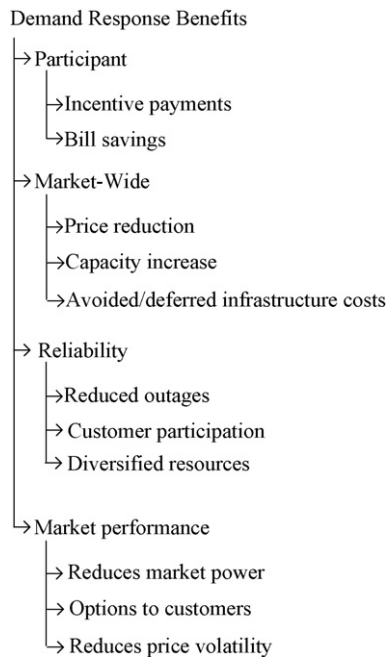 Demand Response Benefits
Participant
Incentive payments
Bill savings
Market-Wide
Price reduction
Capacity increase
Avoided/deferred infrastructure costs
Reliability
Reduced outages
Customer participation
Diversified resources
Market performance
Reduces market power
Options to customers
Reduces price volatility